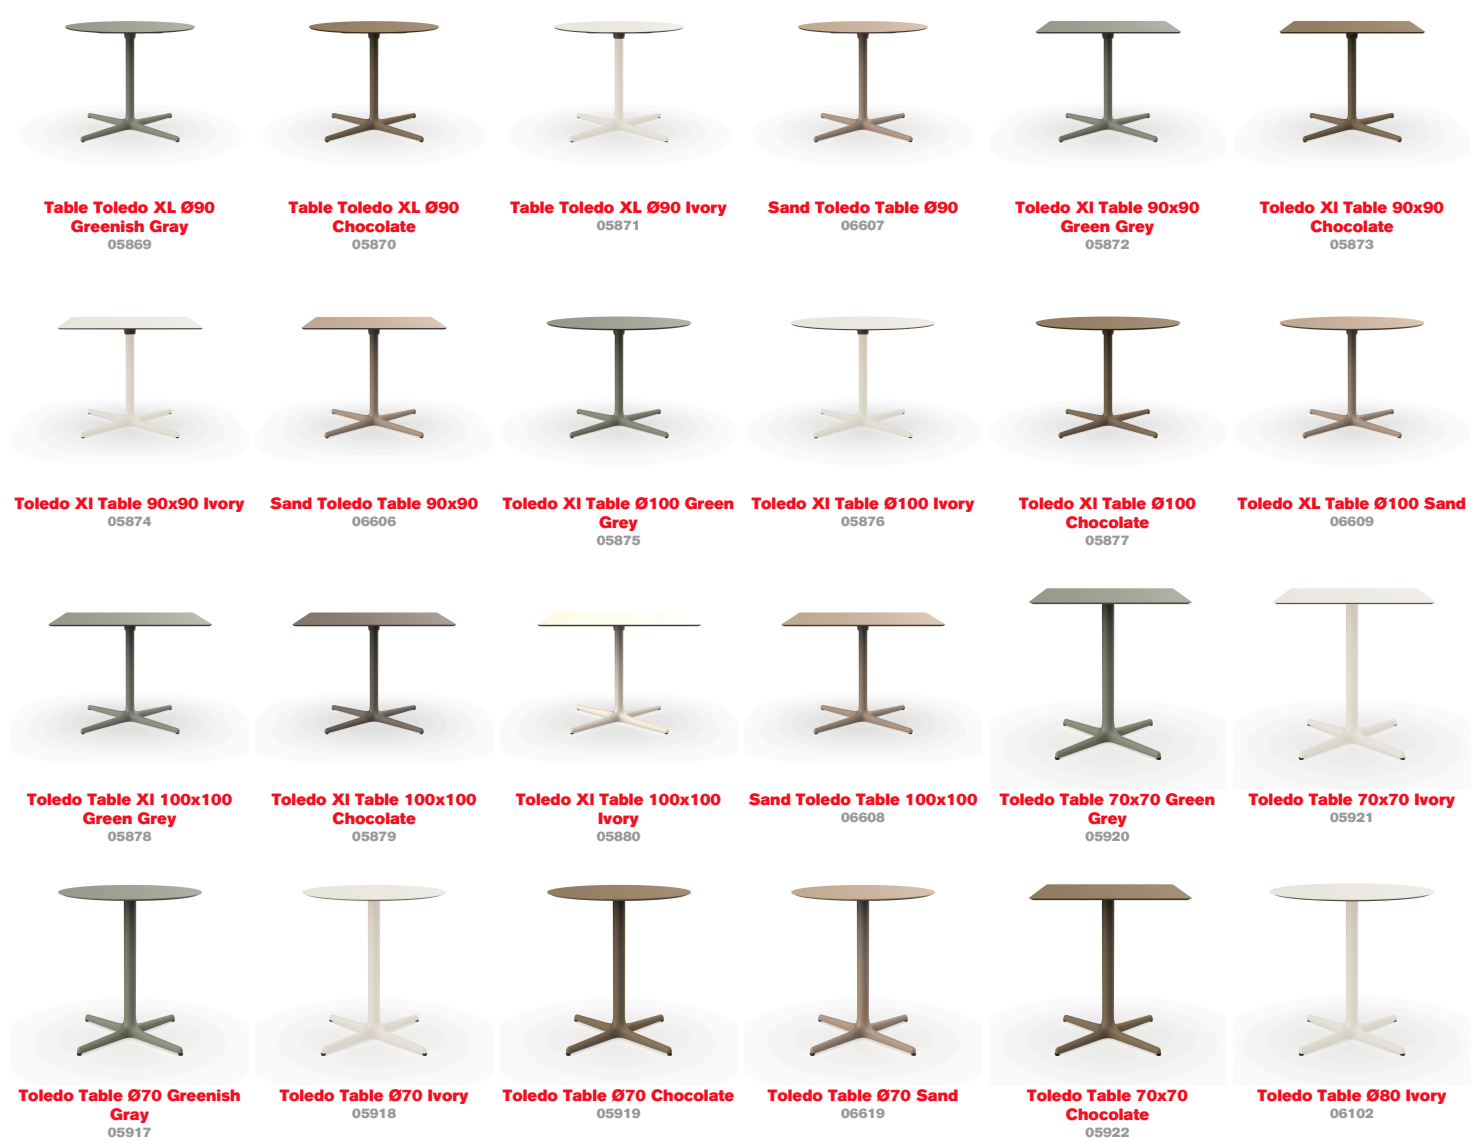 Table Toledo XL Ø90
Greenish Gray
05869
Table Toledo XL Ø90
Chocolate
05870
Table Toledo XL Ø90 Ivory
05871
Sand Toledo Table Ø90
06607
Toledo Xl Table 90x90
Green Grey
05872
Toledo Xl Table 90x90
Chocolate
05873
Toledo Xl Table 90x90 Ivory
05874
Sand Toledo Table 90x90
06606
Toledo Xl Table Ø100 Green
Grey
05875
Toledo Xl Table Ø100 Ivory
05876
Toledo Xl Table Ø100
Chocolate
05877
Toledo XL Table Ø100 Sand
06609
Toledo Table Xl 100x100
Green Grey
05878
Toledo Xl Table 100x100
Chocolate
05879
Toledo Xl Table 100x100
Ivory
05880
Sand Toledo Table 100x100
06608
Toledo Table 70x70 Green
Grey
05920
Toledo Table 70x70 Ivory
05921
Toledo Table Ø70 Greenish
Gray
05917
Toledo Table Ø70 Ivory
05918
Toledo Table Ø70 Chocolate
05919
Toledo Table Ø70 Sand
06619
Toledo Table 70x70
Chocolate
05922
Toledo Table Ø80 Ivory
06102